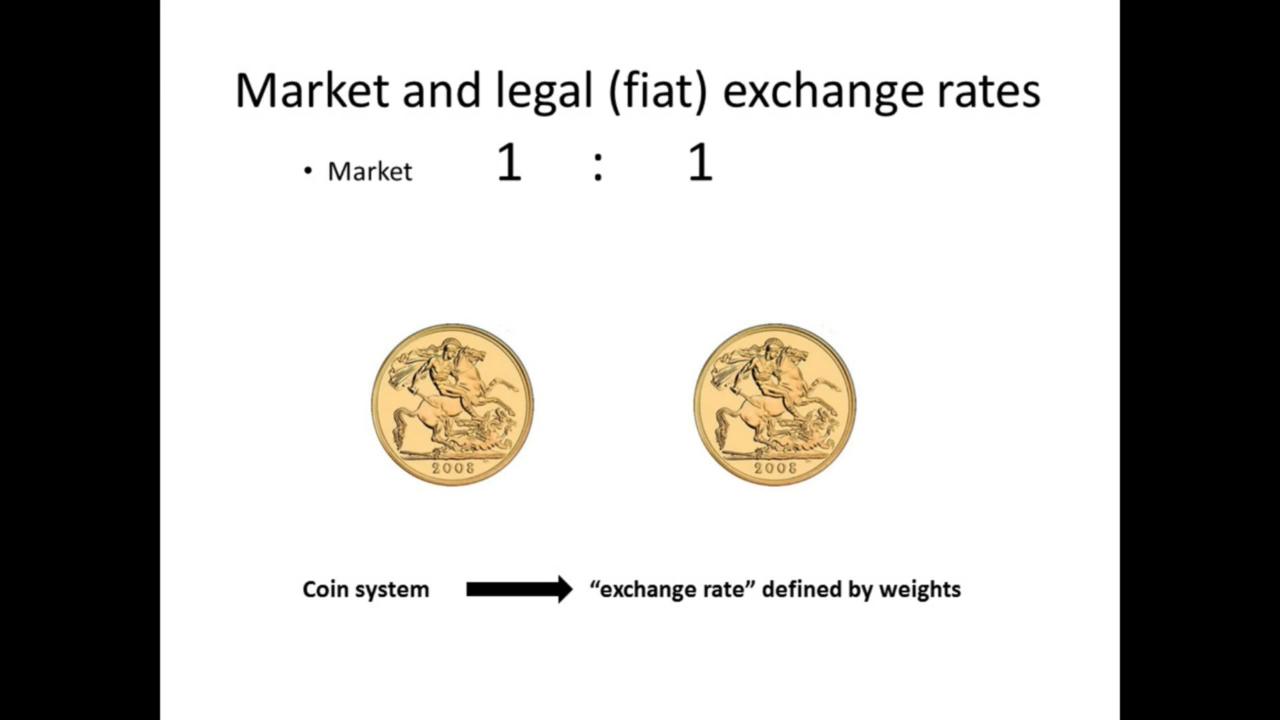 Market and legal (fiat) exchange rates
• Market 1 : 1
2008 2008
Coin system “exchange rate” defined by weights